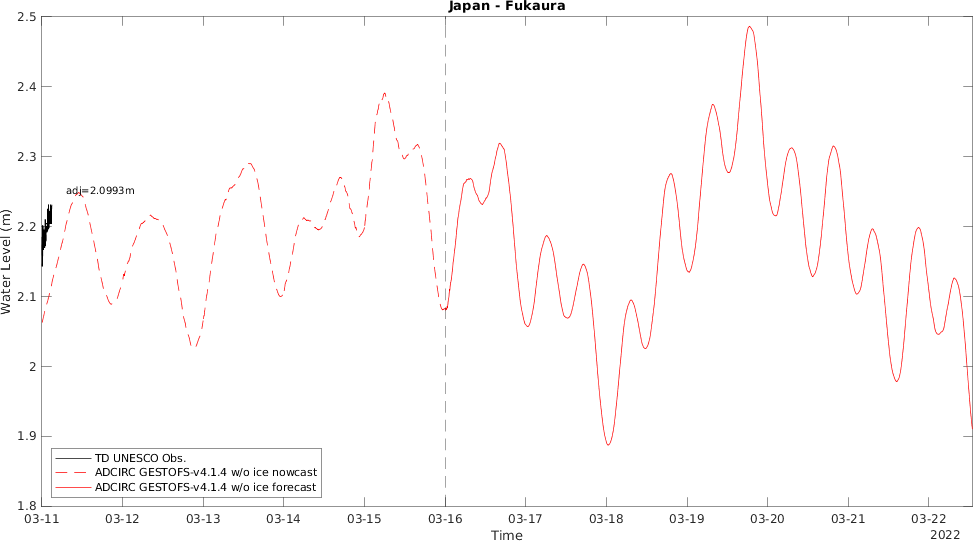 Japan - Fukaura
2.5
2.4
2.3
2.2
2.1
2
1.9
1.8
Water Level (m)
adj=2.0993m
TD UNESCO Obs.
ADCIRC GESTOFS-v4.1.4 w/o ice nowcast
ADCIRC GESTOFS-v4.1.4 w/o ice forecast
03-11 03-12 03-13 03-14 03-15 03-16 03-17 03-18 03-19 03-20 03-21 03-22
2022
Time